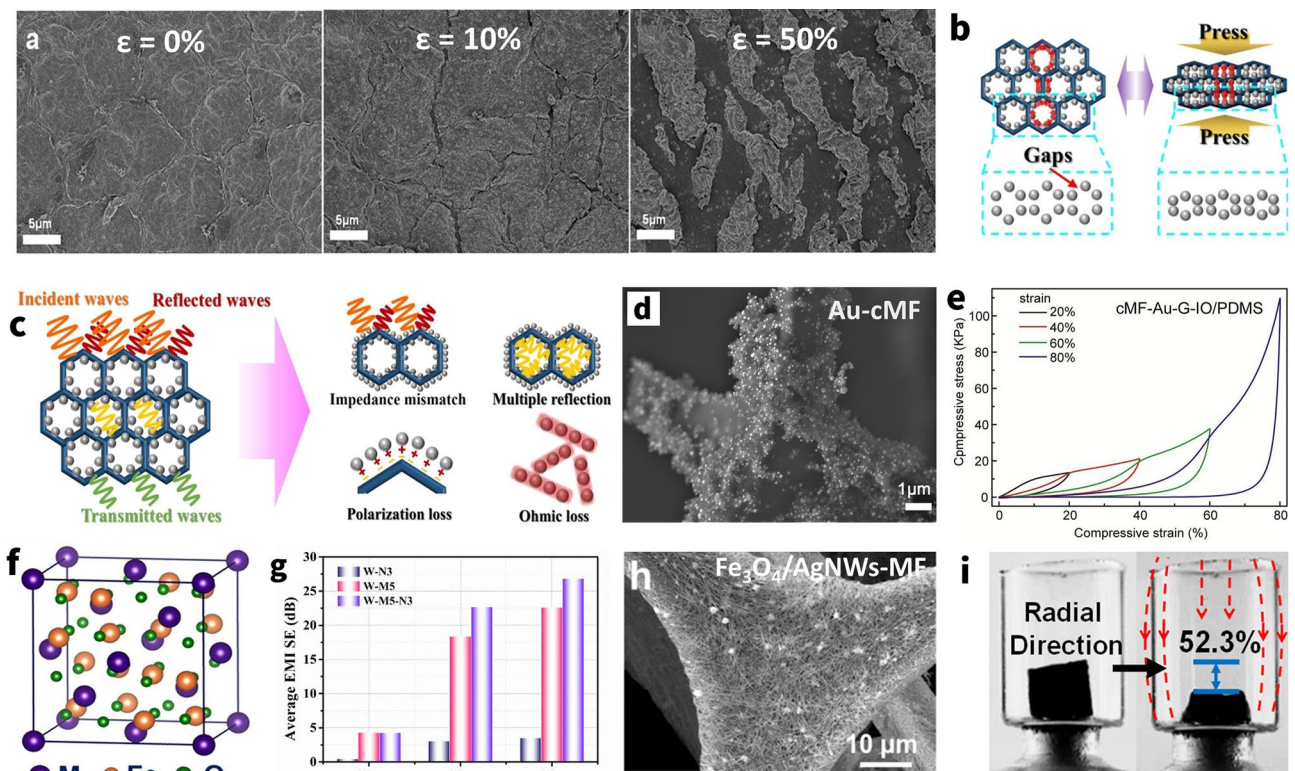 a
ε = 0%
ε = 10%
ε = 50%
5μm
5μm
5μm
b
Press
Press
Gaps
c
Incident waves
Reflected waves
Transmitted waves
Impedance mismatch
Multiple reflection
Polarization loss
Ohmic loss
d
Au-cMF
1μm
e
strain
20%
40%
60%
80%
cMF-Au-G-IO/PDMS
Cpmpressive stress (KPa)
100
80
60
40
20
0
0 20 40 60 80
Compressive strain (%)
f
g
Average EMI SE (dB)
30
25
20
15
10
5
0
W-N3
W-M5
W-M5-N3
h
Fe₃O₄/AgNWs-MF
10 μm
i
Radial
Direction
52.3%